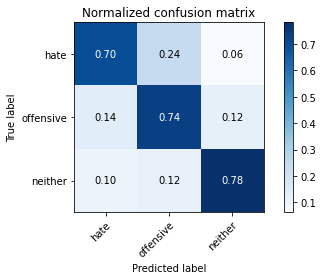 Normalized confusion matrix
True label
hate 0.70 0.24 0.06
offensive 0.14 0.74 0.12
neither 0.10 0.12 0.78
hate offensive neither
Predicted label
0.7
0.6
0.5
0.4
0.3
0.2
0.1